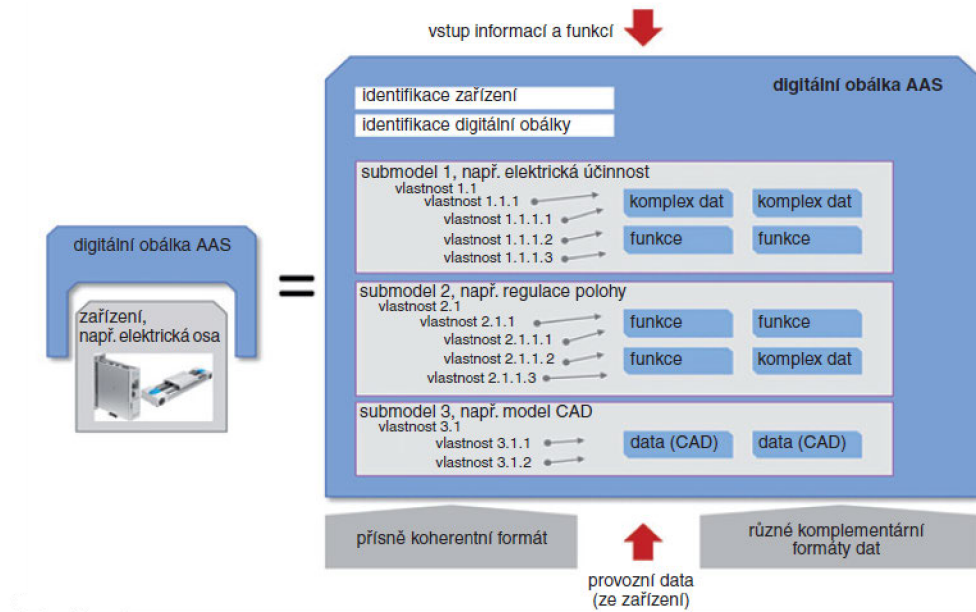 vstup informací a funkcí
digitální obálka AAS
identifikace zařízení
identifikace digitální obálky
submodel 1, např. elektrická účinnost
vlastnost 1.1
vlastnost 1.1.1
vlastnost 1.1.1.1
vlastnost 1.1.1.2
vlastnost 1.1.1.3
komplex dat
komplex dat
funkce
funkce
digitální obálka AAS
zařízení,
např. elektrická osa
=
submodel 2, např. regulace polohy
vlastnost 2.1
vlastnost 2.1.1
vlastnost 2.1.1.1
vlastnost 2.1.1.2
vlastnost 2.1.1.3
funkce
funkce
funkce
komplex dat
submodel 3, např. model CAD
vlastnost 3.1
vlastnost 3.1.1
vlastnost 3.1.2
data (CAD)
data (CAD)
přísně koherentní formát
různé komplementární
formáty dat
provozní data
(ze zařízení)